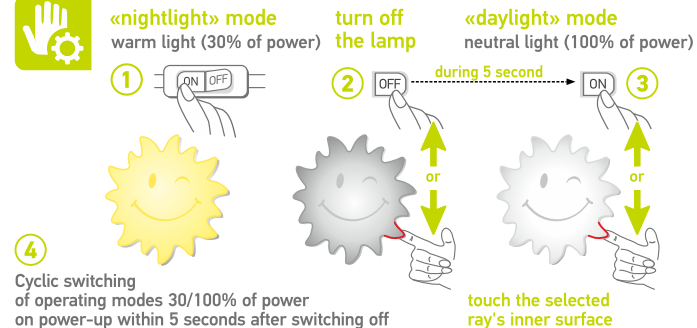 «nightlight» mode
warm light (30% of power)
turn off
the lamp
«daylight» mode
neutral light (100% of power)
1
ON OFF
2
OFF
during 5 second
ON
3
or
or
4
Cyclic switching
of operating modes 30/100% of power
on power-up within 5 seconds after switching off
touch the selected
ray's inner surface